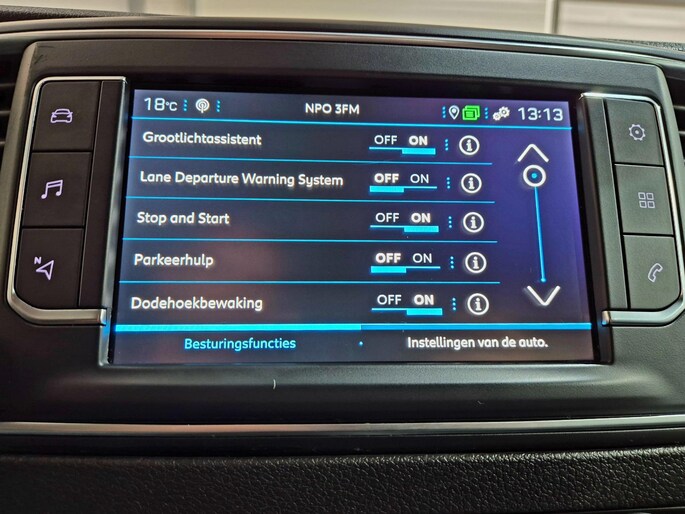 18°C NPO 3FM 13:13
Grootlichtassistent OFF ON
Lane Departure Warning System OFF ON
Stop and Start OFF ON
Parkeerhulp OFF ON
Dodehoekbewaking OFF ON
Besturingsfuncties Instellingen van de auto.
N